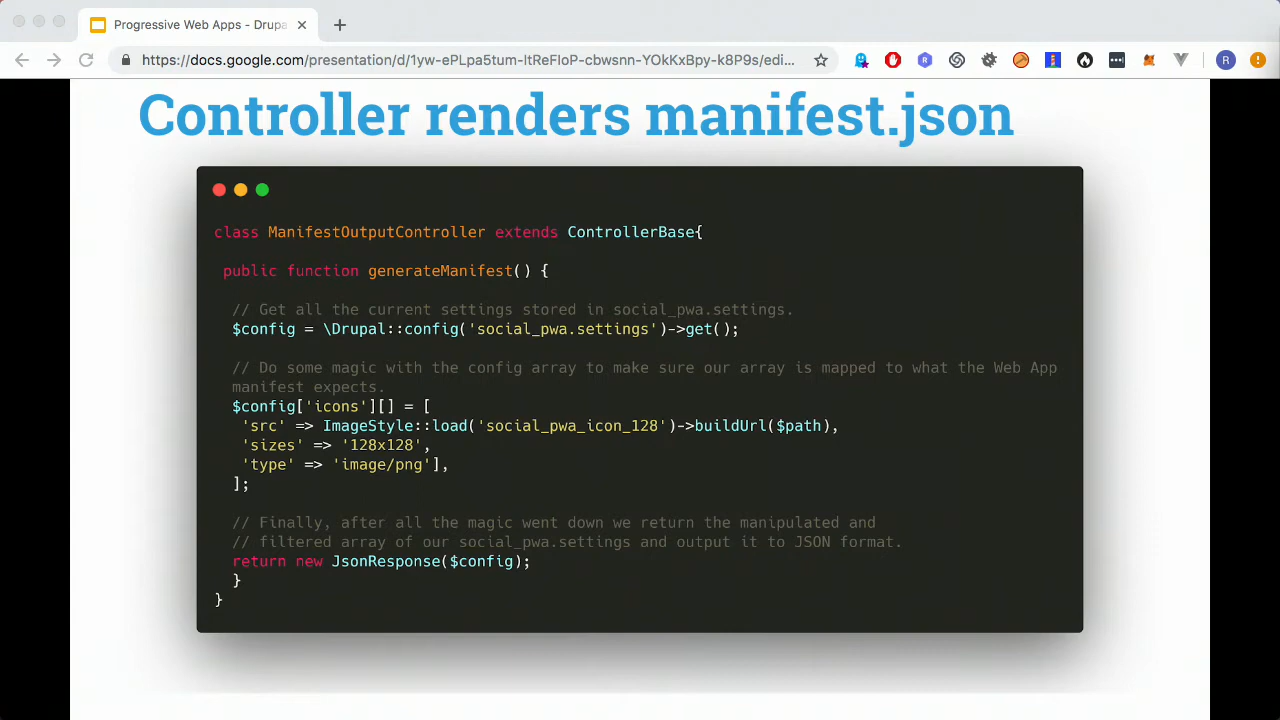 Progressive Web Apps - Drupa
https://docs.google.com/presentation/d/1yw-ePLpa5tum-ItReFIoP-cbwsnn-YOkKxBpy-k8P9s/edi...
R
R
Controller renders manifest.json
class ManifestOutputController extends ControllerBase{
public function generateManifest() {
// Get all the current settings stored in social_pwa.settings.
$config = \Drupal::config('social_pwa.settings')->get();
// Do some magic with the config array to make sure our array is mapped to what the Web App
manifest expects.
$config['icons'][] = [
'src' => ImageStyle::load('social_pwa_icon_128')->buildUrl($path),
'sizes' => '128x128',
'type' => 'image/png'],
];
// Finally, after all the magic went down we return the manipulated and
// filtered array of our social_pwa.settings and output it to JSON format.
return new JsonResponse($config);
}
}